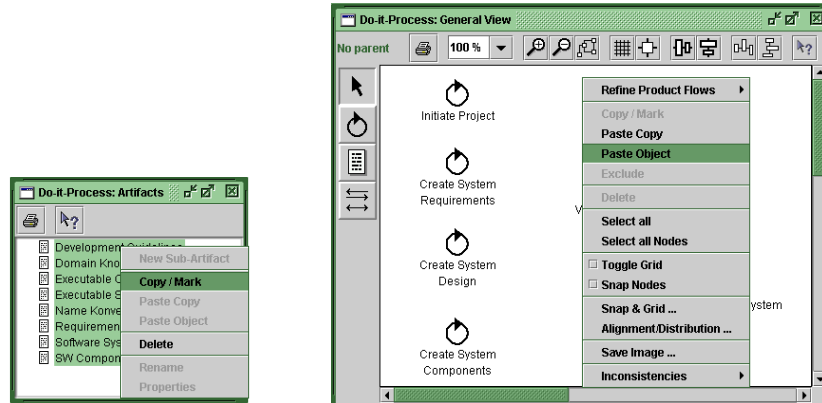 Do-it-Process: General View
No parent
100 %
Initiate Project
Create System
Requirements
Create System
Design
Create System
Components
V
ystem
Refine Product Flows
Copy / Mark
Paste Copy
Paste Object
Exclude
Delete
Select all
Select all Nodes
Toggle Grid
Snap Nodes
Snap & Grid ...
Alignment/Distribution ...
Save Image ...
Inconsistencies
Do-it-Process: Artifacts
Development Guidelines
Domain Kno
Executable
Executable S
Name Konve
Requiremen
Software Sys
SW Compon
New Sub-Artifact
Copy / Mark
Paste Copy
Paste Object
Delete
Rename
Properties